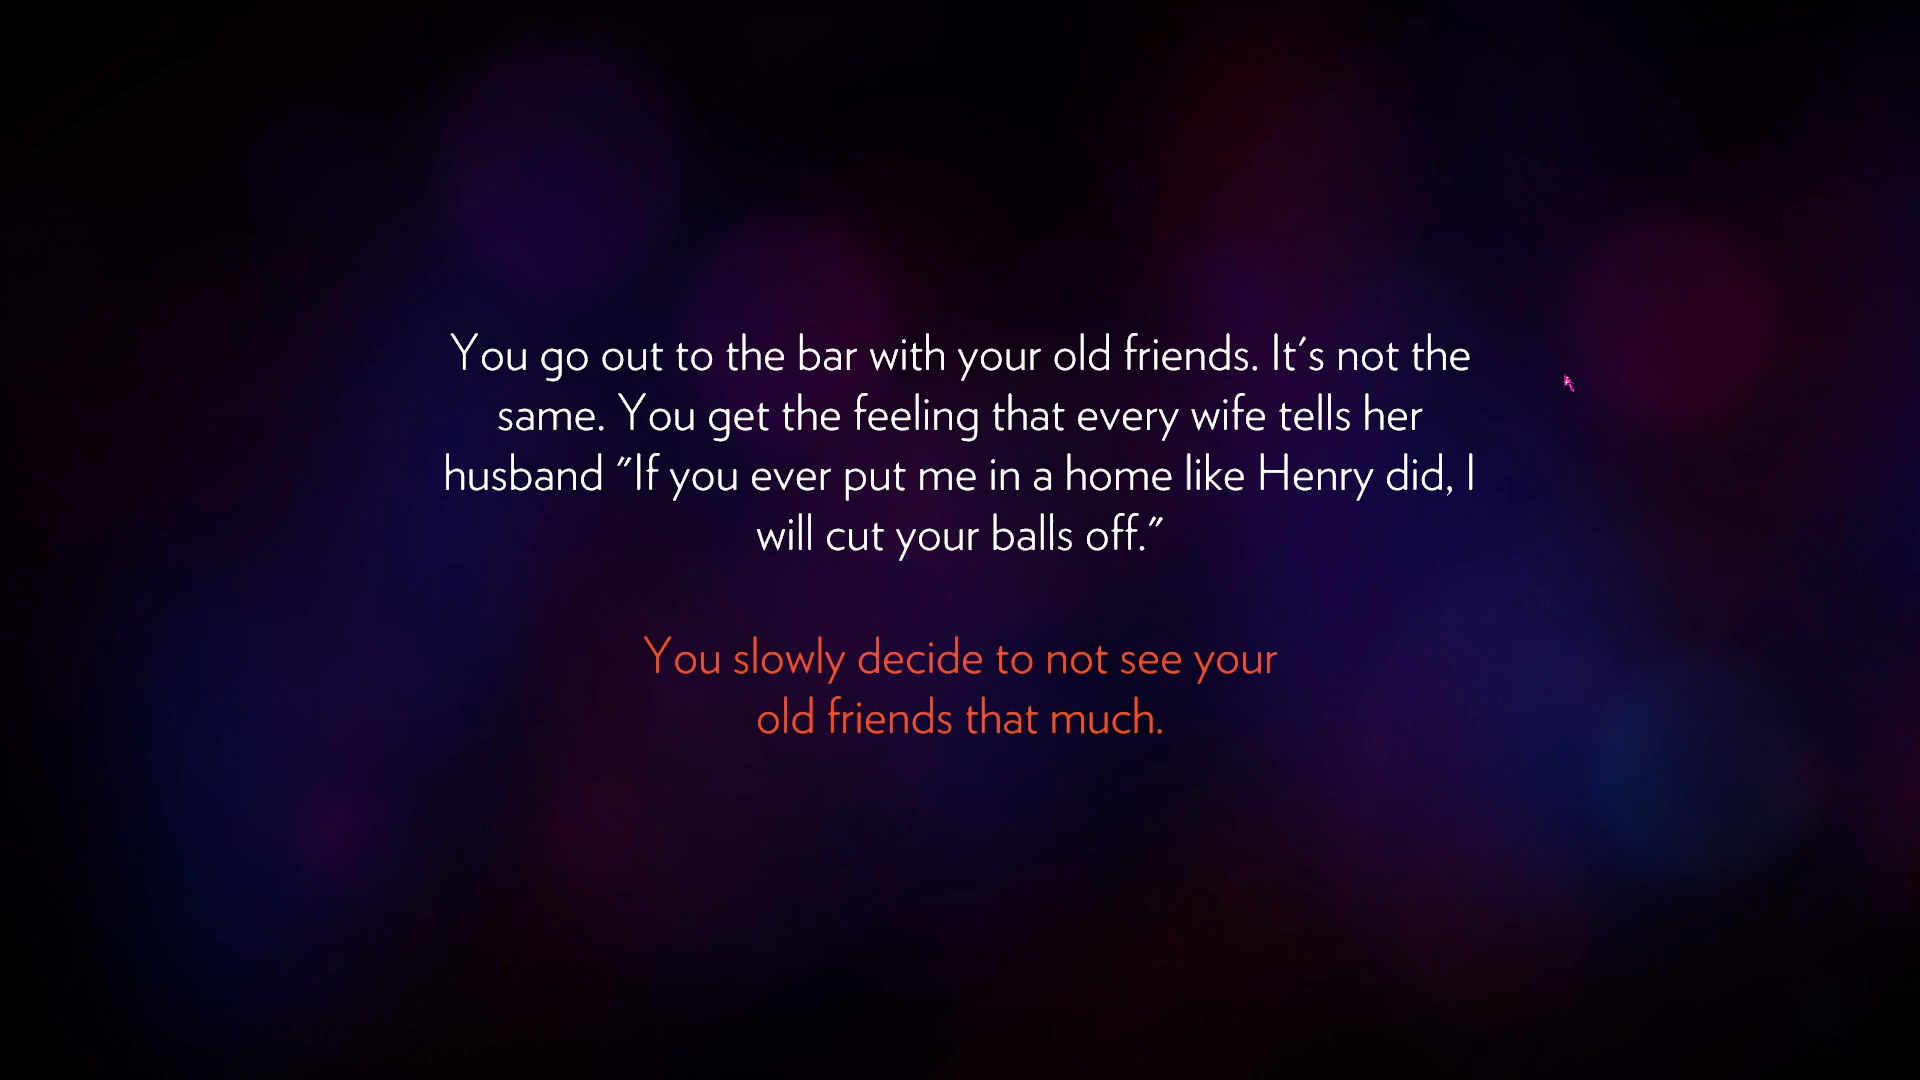 You go out to the bar with your old friends. It's not the
same. You get the feeling that every wife tells her
husband "If you ever put me in a home like Henry did, I
will cut your balls off."
You slowly decide to not see your
old friends that much.